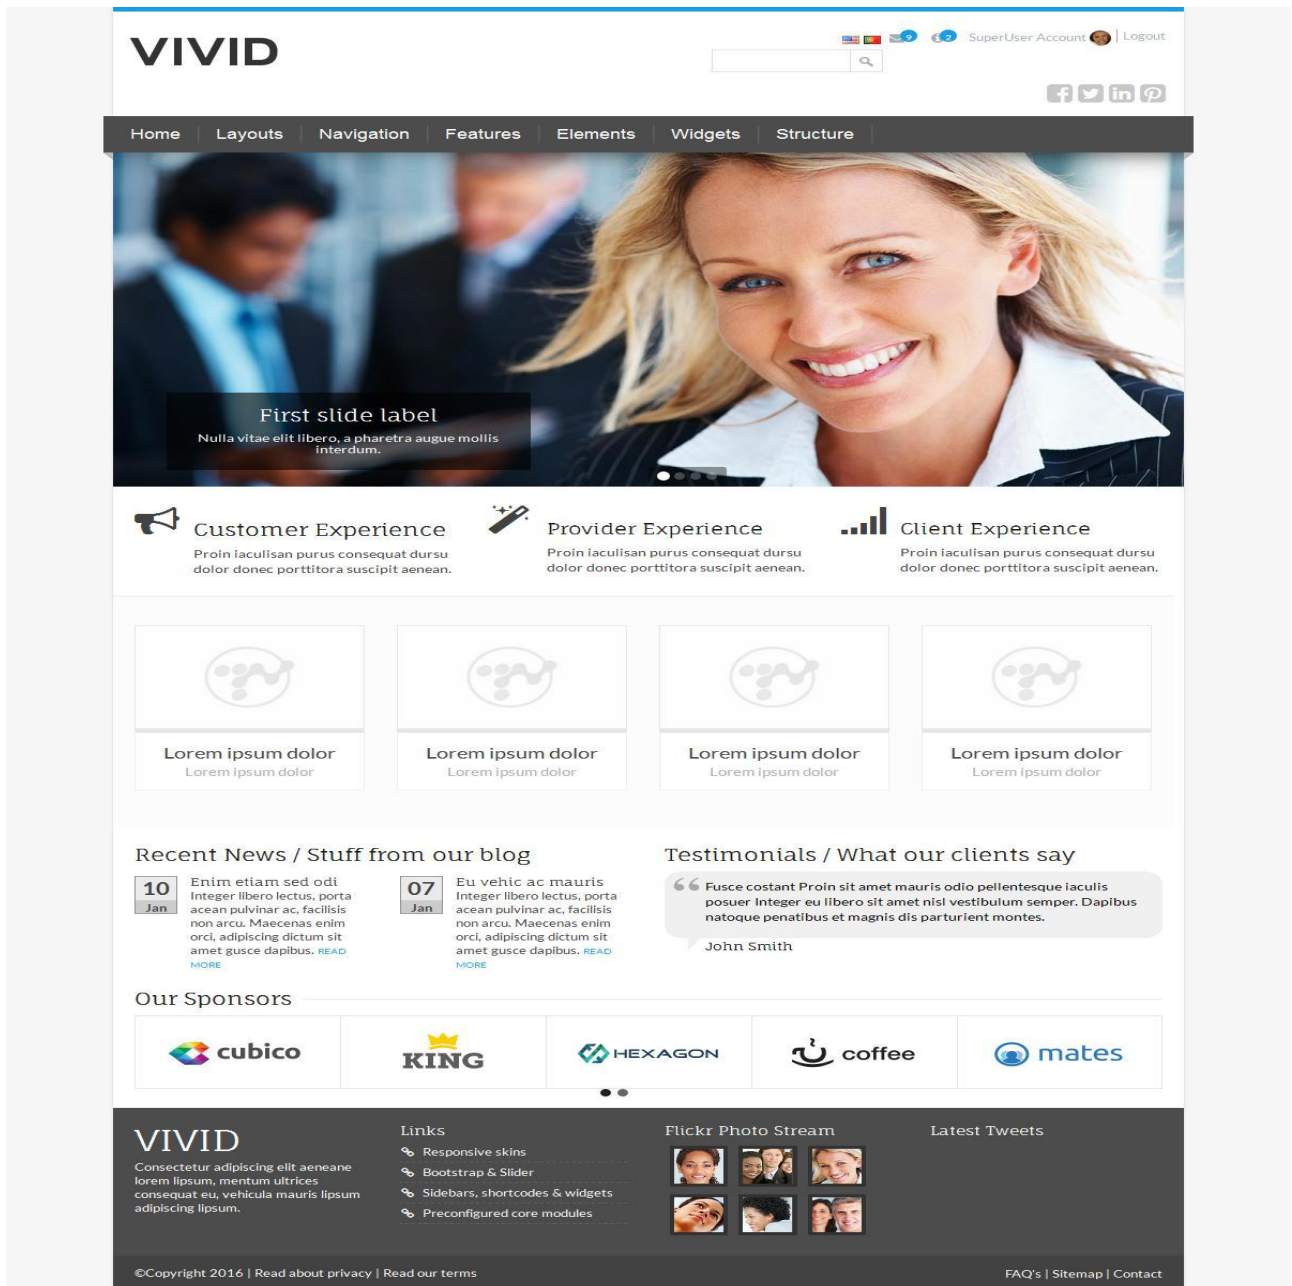 VIVID
9
2
SuperUser Account | Logout
Home
Layouts
Navigation
Features
Elements
Widgets
Structure
First slide label
Nulla vitae elit libero, a pharetra augue mollis
interdum.
Customer Experience
Proin iaculisan purus consequat dursu
dolor donec porttitora suscipit aenean.
Provider Experience
Proin iaculisan purus consequat dursu
dolor donec porttitora suscipit aenean.
Client Experience
Proin iaculisan purus consequat dursu
dolor donec porttitora suscipit aenean.
Lorem ipsum dolor
Lorem ipsum dolor
Lorem ipsum dolor
Lorem ipsum dolor
Lorem ipsum dolor
Lorem ipsum dolor
Lorem ipsum dolor
Lorem ipsum dolor
Recent News / Stuff from our blog
10
Jan
Enim etiam sed odi
Integer libero lectus, porta
acean pulvinar ac, facilisis
non arcu. Maecenas enim
orci, adipiscing dictum sit
amet gusce dapibus. READ
MORE
07
Jan
Eu vehic ac mauris
Integer libero lectus, porta
acean pulvinar ac, facilisis
non arcu. Maecenas enim
orci, adipiscing dictum sit
amet gusce dapibus. READ
MORE
Testimonials / What our clients say
Fusce costant Proin sit amet mauris odio pellentesque iaculis
posuer Integer eu libero sit amet nisl vestibulum semper. Dapibus
natoque penatibus et magnis dis parturient montes.
John Smith
Our Sponsors
cubico
KING
HEXAGON
coffee
mates
VIVID
Consectetur adipiscing elit aeneane
lorem lipsum, mentum ultrices
consequat eu, vehicula mauris lipsum
adipiscing lipsum.
Links
Responsive skins
Bootstrap & Slider
Sidebars, shortcodes & widgets
Preconfigured core modules
Flickr Photo Stream
Latest Tweets
©Copyright 2016 | Read about privacy | Read our terms
FAQ's | Sitemap | Contact